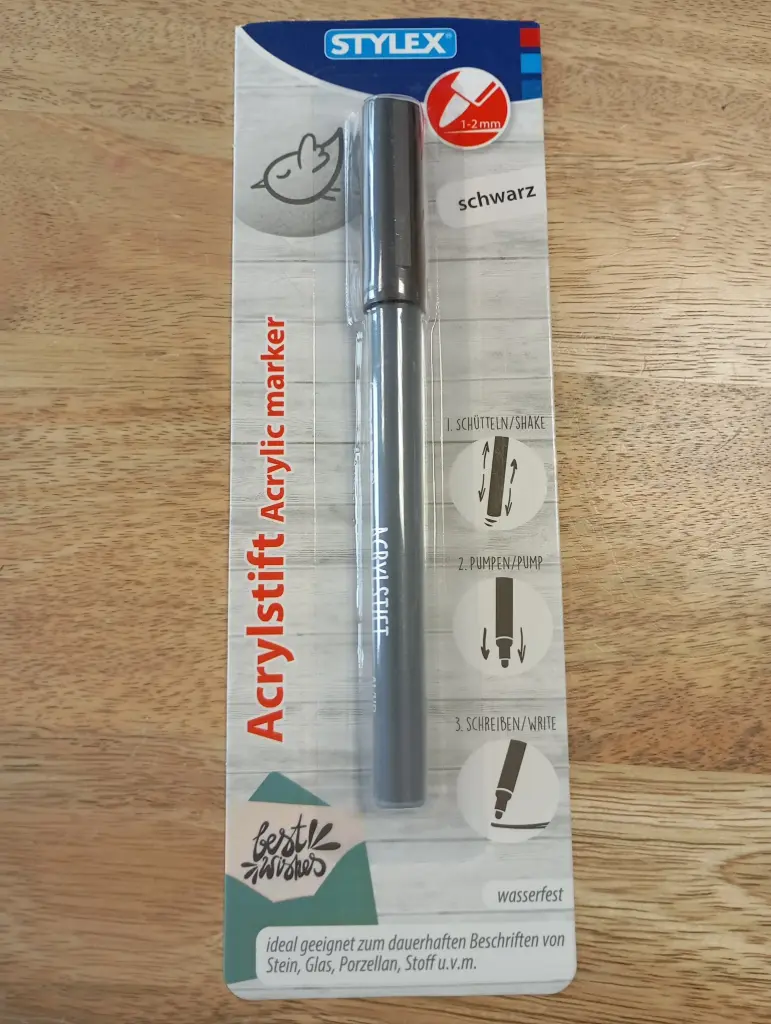 STYLEX®
1-2mm
schwarz
Acrylstift Acrylic marker
1. SCHÜTTELN/SHAKE
2. PUMPEN/PUMP
3. SCHREIBEN/WRITE
ACRYLSTIFT
best
wishes
wasserfest
ideal geeignet zum dauerhaften Beschriften von
Stein, Glas, Porzellan, Stoff u.v.m.